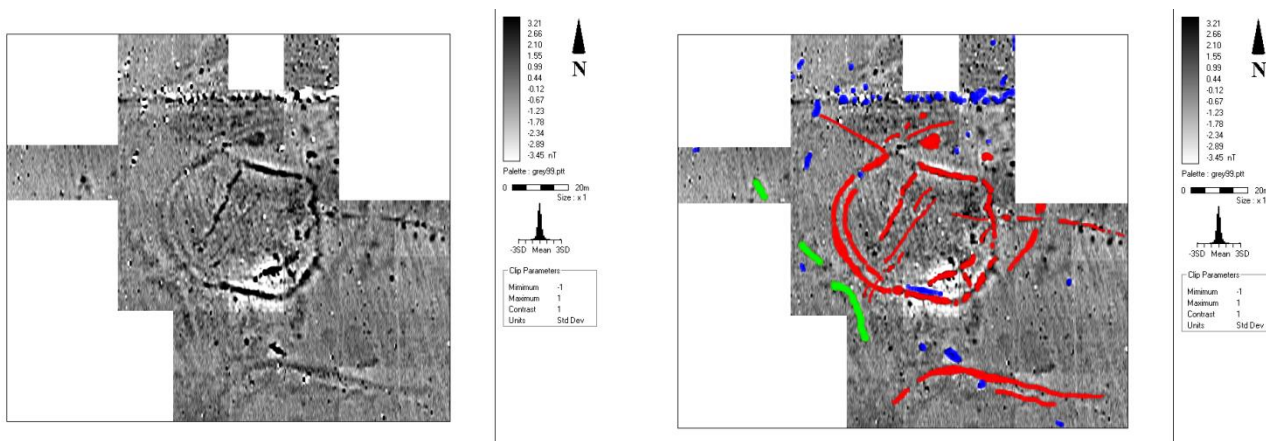 3.21
2.66
2.10
1.55
0.99
0.44
-0.12
-0.67
-1.23
-1.78
-2.34
-2.89
-3.45 nT
N
Palette : grey99.ptt
0 20m
Size : x 1
-3SD Mean 3SD
Clip Parameters
Minimum -1
Maximum 1
Contrast 1
Units Std Dev
3.21
2.66
2.10
1.55
0.99
0.44
-0.12
-0.67
-1.23
-1.78
-2.34
-2.89
-3.45 nT
N
Palette : grey99.ptt
0 20m
Size : x 1
-3SD Mean 3SD
Clip Parameters
Minimum -1
Maximum 1
Contrast 1
Units Std Dev